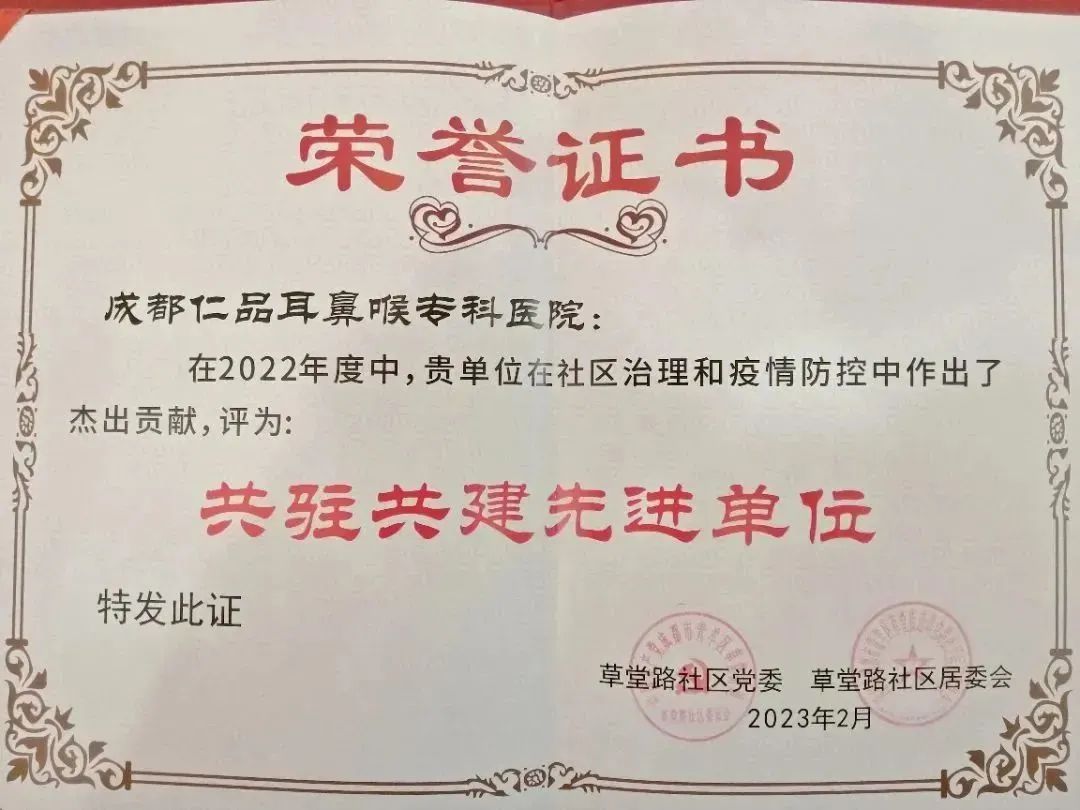 荣誉证书
成都仁品耳鼻喉专科医院:
在2022年度中,贵单位在社区治理和疫情防控中作出了
杰出贡献,评为:
共驻共建先进单位
特发此证
草堂路社区党委 草堂路社区居委会
2023年2月